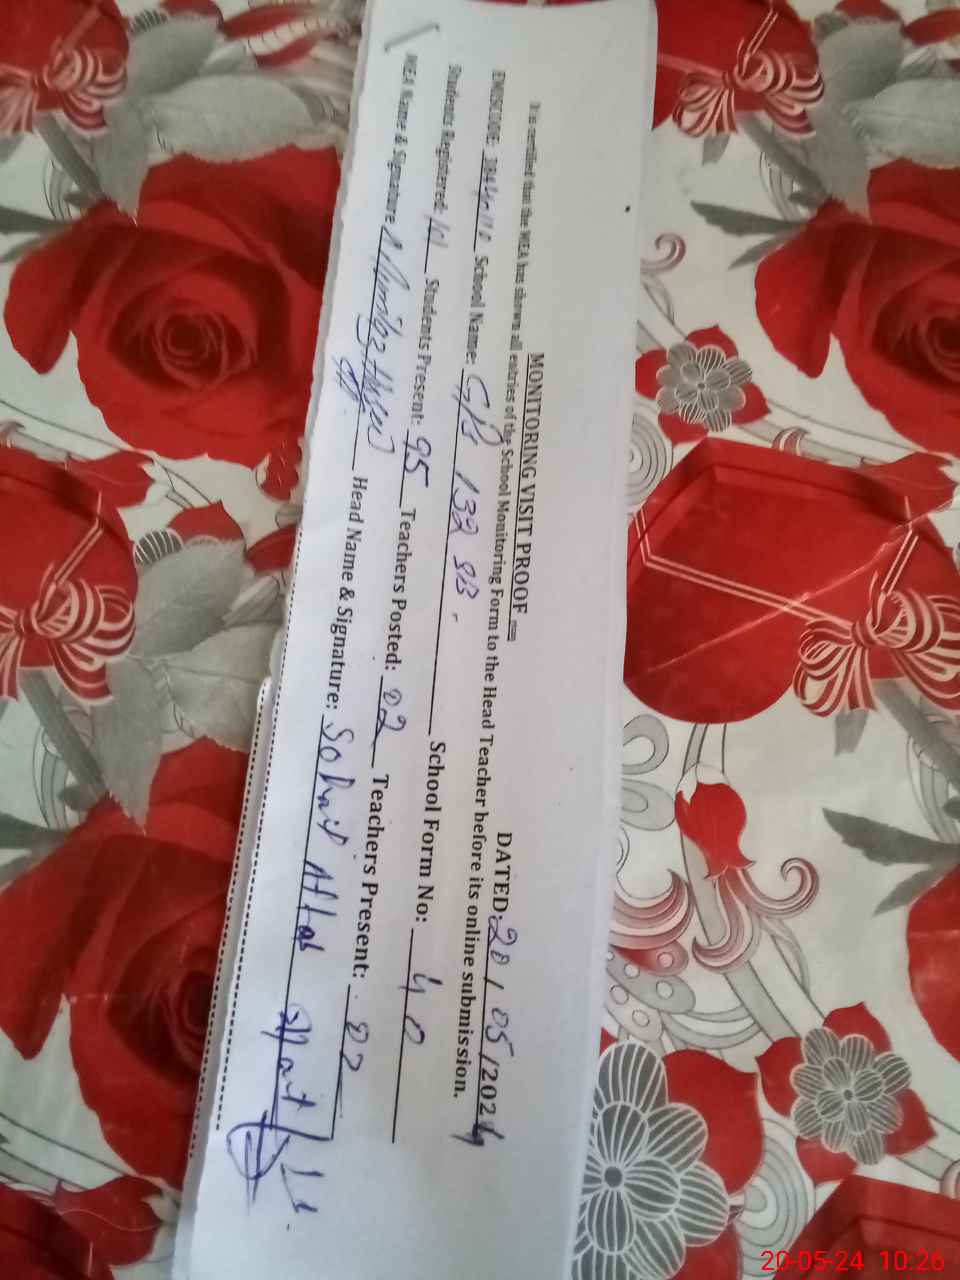 MONITORING VISIT PROOF DATED: 20/05/2024
It is certified that the MEA has shown all entries of the School Monitoring Form to the Head Teacher before its online submission.
EMISCODE: School Name: GPS 132 SB. School Form No: 40
Students Registered: 101 Students Present: 95 Teachers Posted: 02 Teachers Present: 02
MEA Name & Signature Head Name & Signature: Sohail Aftab
20-05-24 10:26